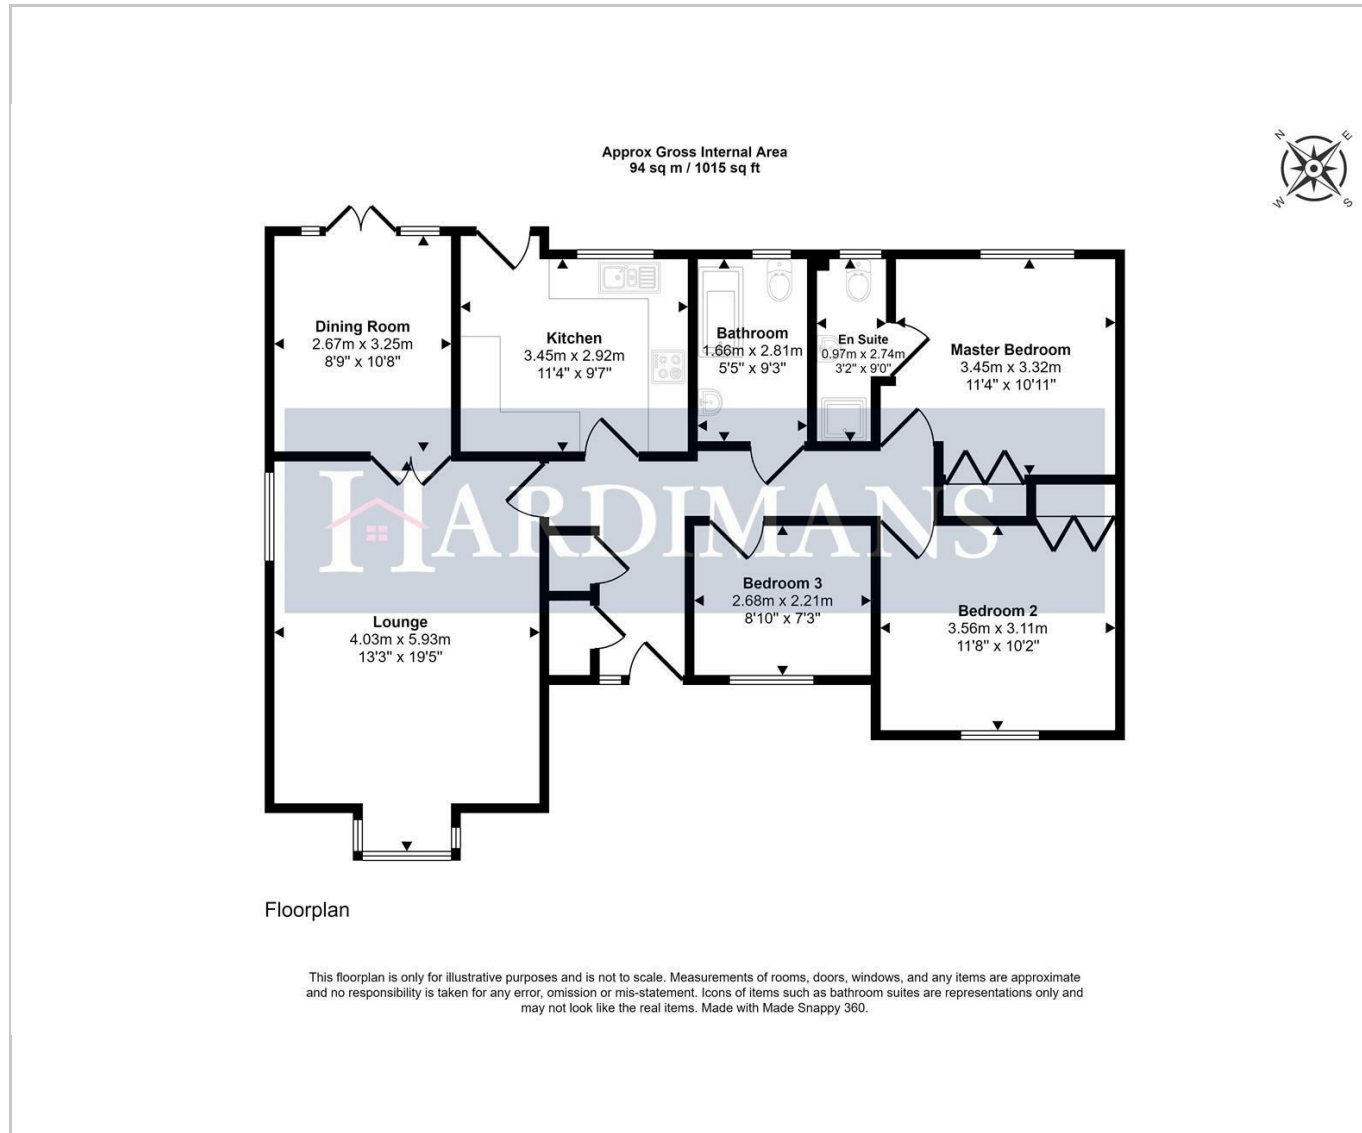 Approx Gross Internal Area
94 sq m / 1015 sq ft
N
E
W
S
Dining Room
2.67m x 3.25m
8'9" x 10'8"
Kitchen
3.45m x 2.92m
11'4" x 9'7"
Bathroom
1.66m x 2.81m
5'5" x 9'3"
En Suite
0.97m x 2.74m
3'2" x 9'0"
Master Bedroom
3.45m x 3.32m
11'4" x 10'11"
HARDIMANS
Lounge
4.03m x 5.93m
13'3" x 19'5"
Bedroom 3
2.68m x 2.21m
8'10" x 7'3"
Bedroom 2
3.56m x 3.11m
11'8" x 10'2"
Floorplan
This floorplan is only for illustrative purposes and is not to scale. Measurements of rooms, doors, windows, and any items are approximate
and no responsibility is taken for any error, omission or mis-statement. Icons of items such as bathroom suites are representations only and
may not look like the real items. Made with Made Snappy 360.